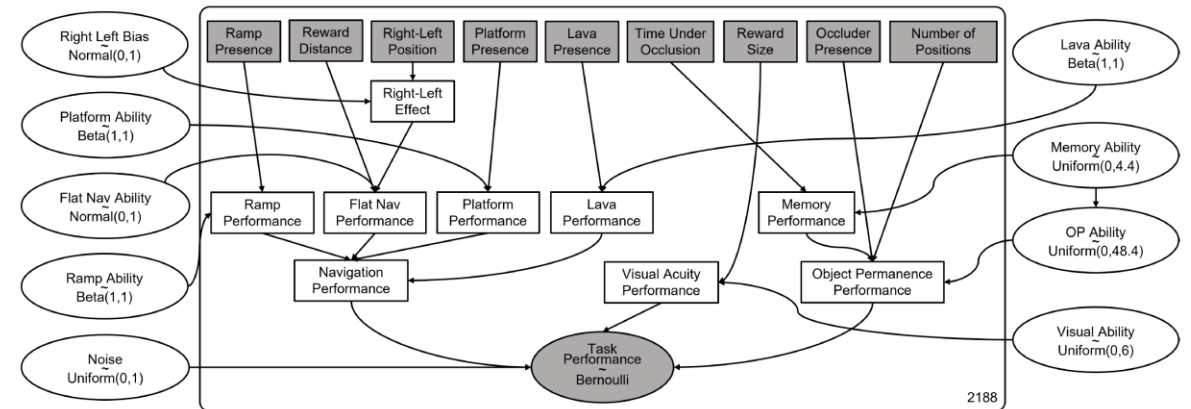 Right Left Bias
~
Normal(0,1)
Platform Ability
~
Beta(1,1)
Flat Nav Ability
~
Normal(0,1)
Ramp Ability
~
Beta(1,1)
Noise
~
Uniform(0,1)
Ramp
Presence
Reward
Distance
Right-Left
Position
Platform
Presence
Lava
Presence
Time Under
Occlusion
Reward
Size
Occluder
Presence
Number of
Positions
Right-Left
Effect
Ramp
Performance
Flat Nav
Performance
Platform
Performance
Lava
Performance
Memory
Performance
Navigation
Performance
Visual Acuity
Performance
Object Permanence
Performance
Task
Performance
~
Bernoulli
2188
Lava Ability
~
Beta(1,1)
Memory Ability
~
Uniform(0,4.4)
OP Ability
~
Uniform(0,48.4)
Visual Ability
~
Uniform(0,6)